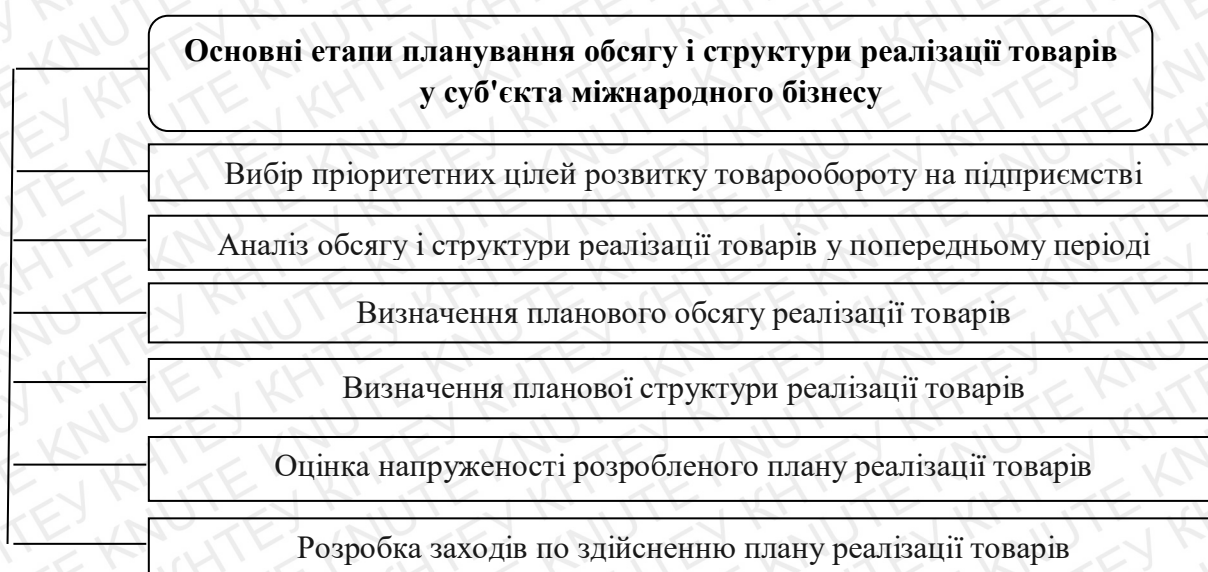 Основні етапи планування обсягу і структури реалізації товарів
у суб'єкта міжнародного бізнесу
Вибір пріоритетних цілей розвитку товарообороту на підприємстві
Аналіз обсягу і структури реалізації товарів у попередньому періоді
Визначення планового обсягу реалізації товарів
Визначення планової структури реалізації товарів
Оцінка напруженості розробленого плану реалізації товарів
Розробка заходів по здійсненню плану реалізації товарів